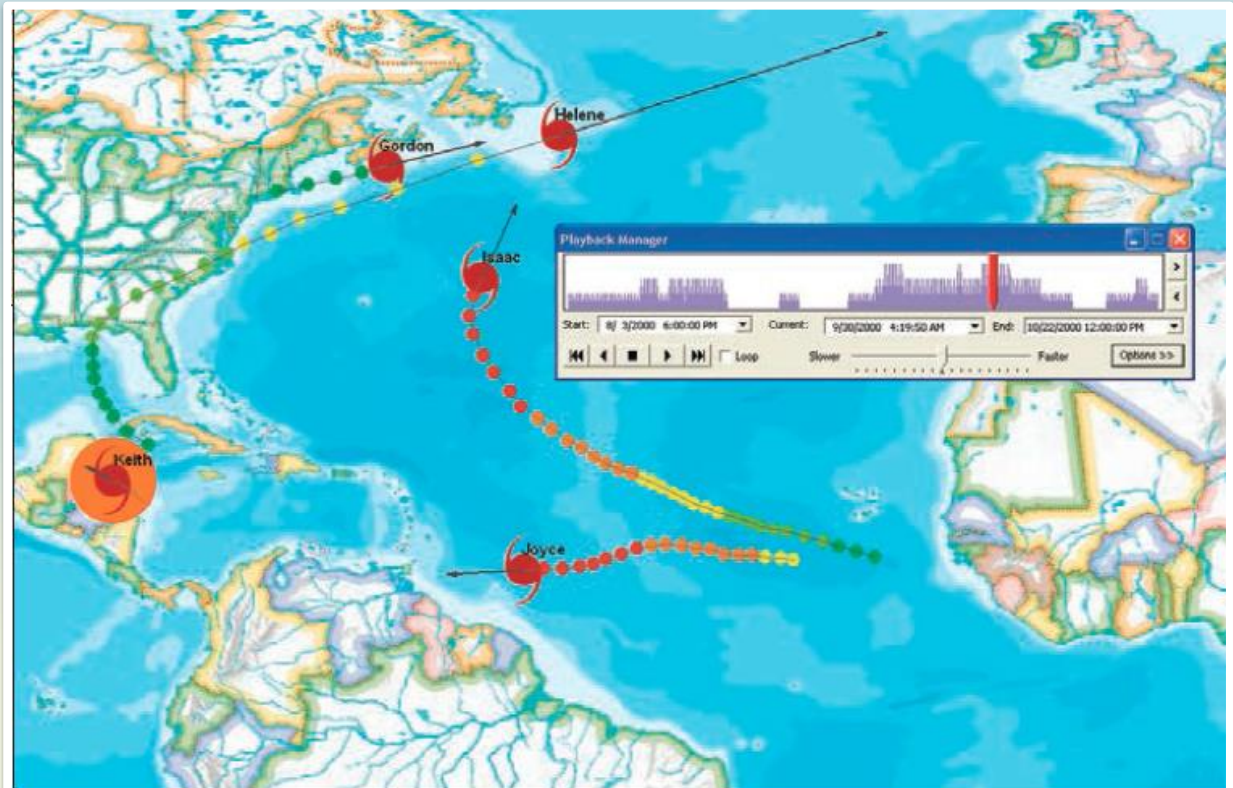 Helene
Gordon
Isaac
Playback Manager
Start: 8/ 3/2000 6:00:00 PM Current: 9/30/2000 4:19:50 AM End: 10/22/2000 12:00:00 PM
Loop Slower Faster Options >>
Keith
Joyce